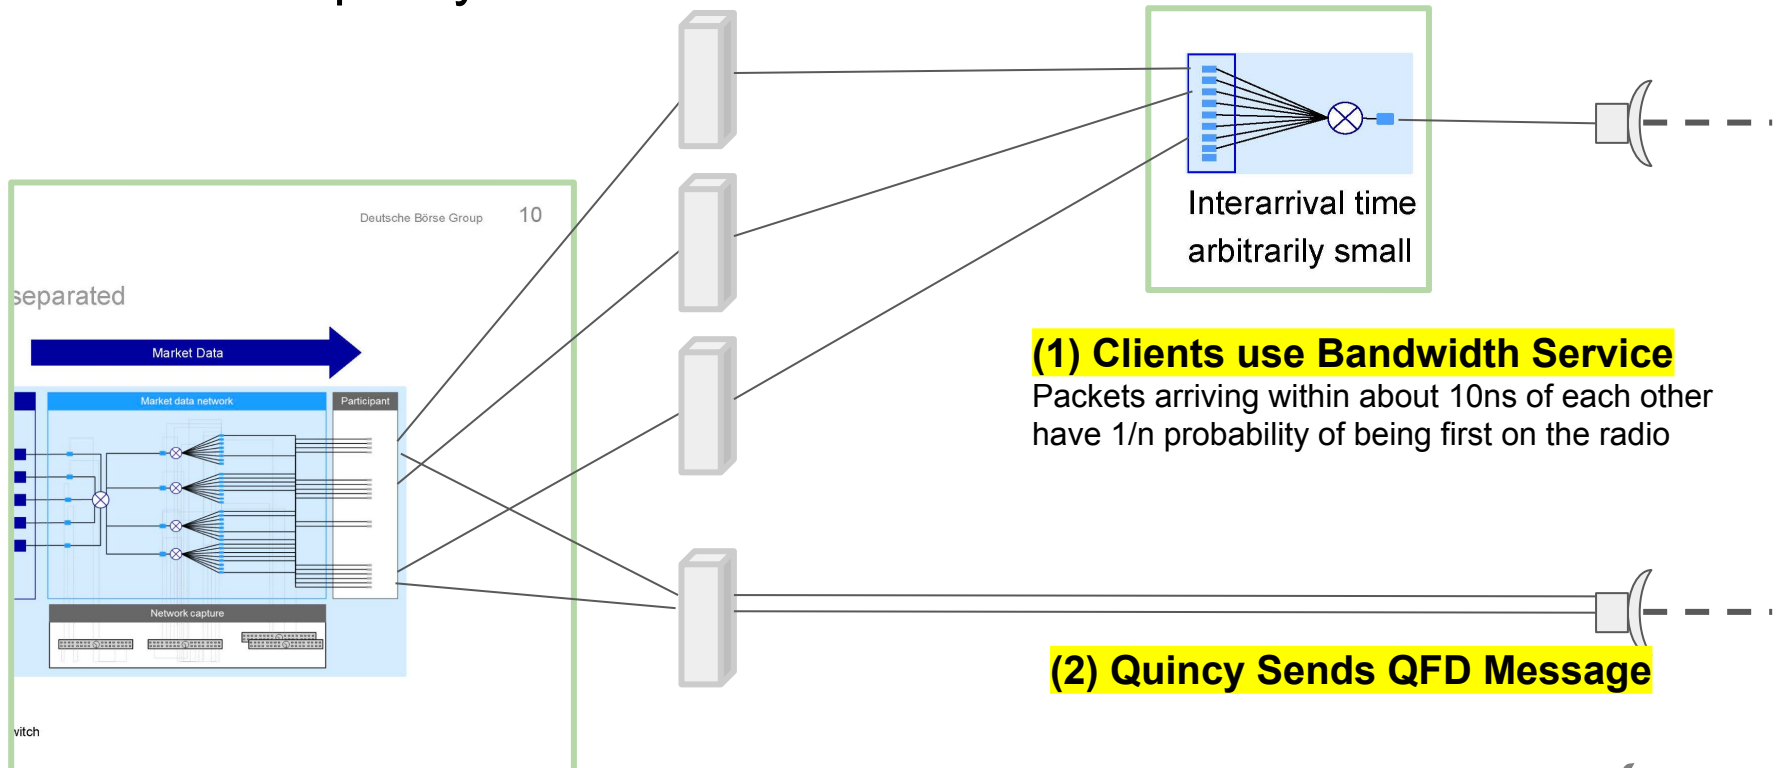 Deutsche Börse Group 10
separated
Market Data
Market data network
Participant
Network capture
witch
Interarrival time
arbitrarily small
(1) Clients use Bandwidth Service
Packets arriving within about 10ns of each other
have 1/n probability of being first on the radio
(2) Quincy Sends QFD Message